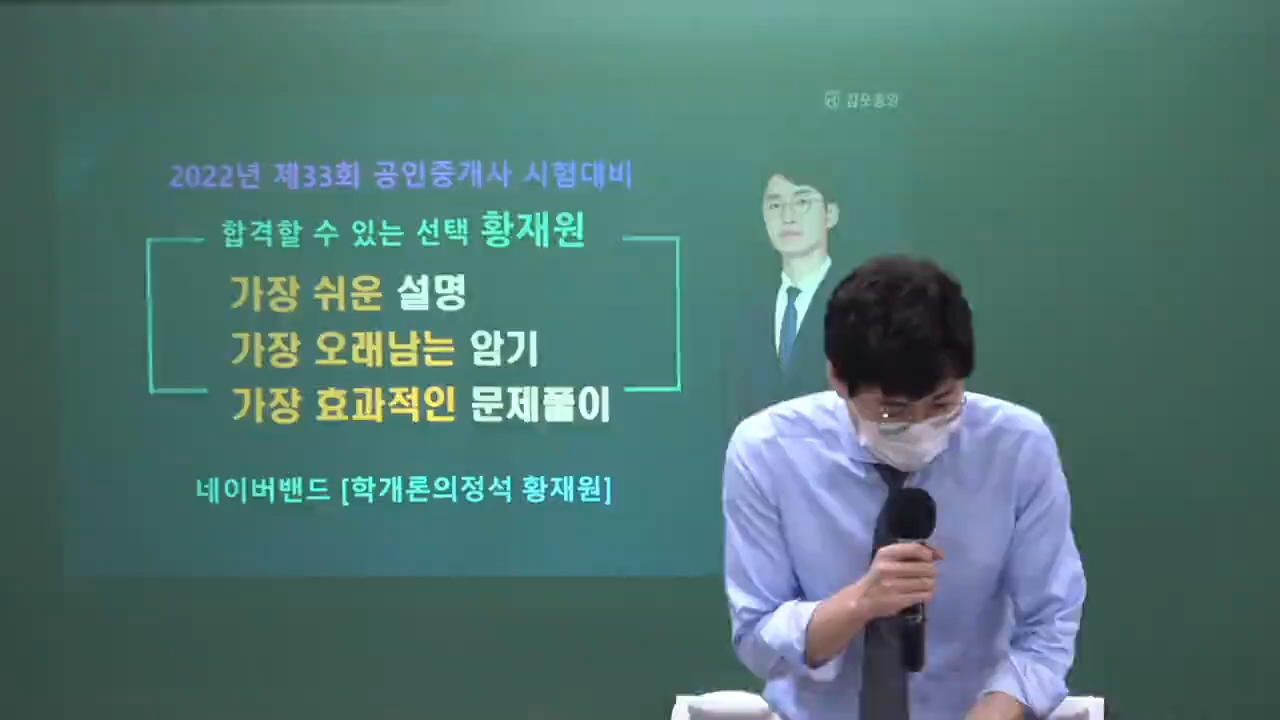 2022년 제33회 공인중개사 시험대비
합격할 수 있는 선택 황재원
가장 쉬운 설명
가장 오래남는 암기
가장 효과적인 문제풀이
네이버밴드 [학개론의정석 황재원]